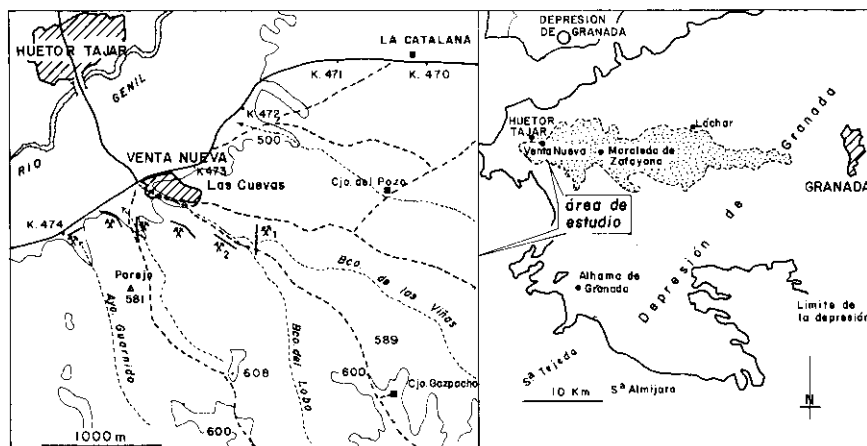 HUETOR TAJAR
RIO
GENIL
LA CATALANA
K. 471
K. 470
K. 472
500
VENTA NUEVA
K. 473
Las Cuevas
Cjo. del Pozo
K. 474
1
2
Parejo
581
Ayo. Guarnido
Bco. de las Viñas
Bco. del Lobo
589
608
600
Cjo. Gazpacho
600
1000 m
DEPRESION
DE
GRANADA
HUETOR
TAJAR
Venta Nueva
Moraleda de
Zafayona
Láchar
Depresión de Granada
GRANADA
área de
estudio
Alhama de
Granada
Límite de
la depresión
Sª Tejeda
10 Km
Sª Almijara
N